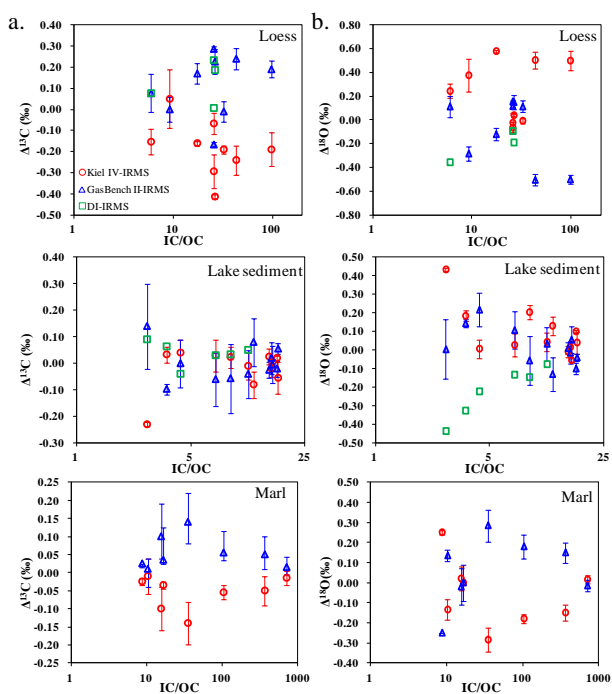 a.
b.
Loess
0.40
0.30
0.20
0.10
0.00
-0.10
-0.20
-0.30
-0.40
-0.50
Δ¹³C (‰)
Kiel IV-IRMS
GasBench II-IRMS
DI-IRMS
1 10 100
IC/OC
Loess
0.80
0.60
0.40
0.20
0.00
-0.20
-0.40
-0.60
-0.80
Δ¹⁸O (‰)
1 10 100
IC/OC
Lake sediment
0.40
0.30
0.20
0.10
0.00
-0.10
-0.20
-0.30
Δ¹³C (‰)
1 5 25
IC/OC
Lake sediment
0.50
0.40
0.30
0.20
0.10
0.00
-0.10
-0.20
-0.30
-0.40
-0.50
Δ¹⁸O (‰)
1 5 25
IC/OC
Marl
0.25
0.20
0.15
0.10
0.05
0.00
-0.05
-0.10
-0.15
-0.20
-0.25
Δ¹³C (‰)
1 10 100 1000
IC/OC
Marl
0.50
0.40
0.30
0.20
0.10
0.00
-0.10
-0.20
-0.30
-0.40
-0.50
Δ¹⁸O(‰)
1 10 100 1000
IC/OC